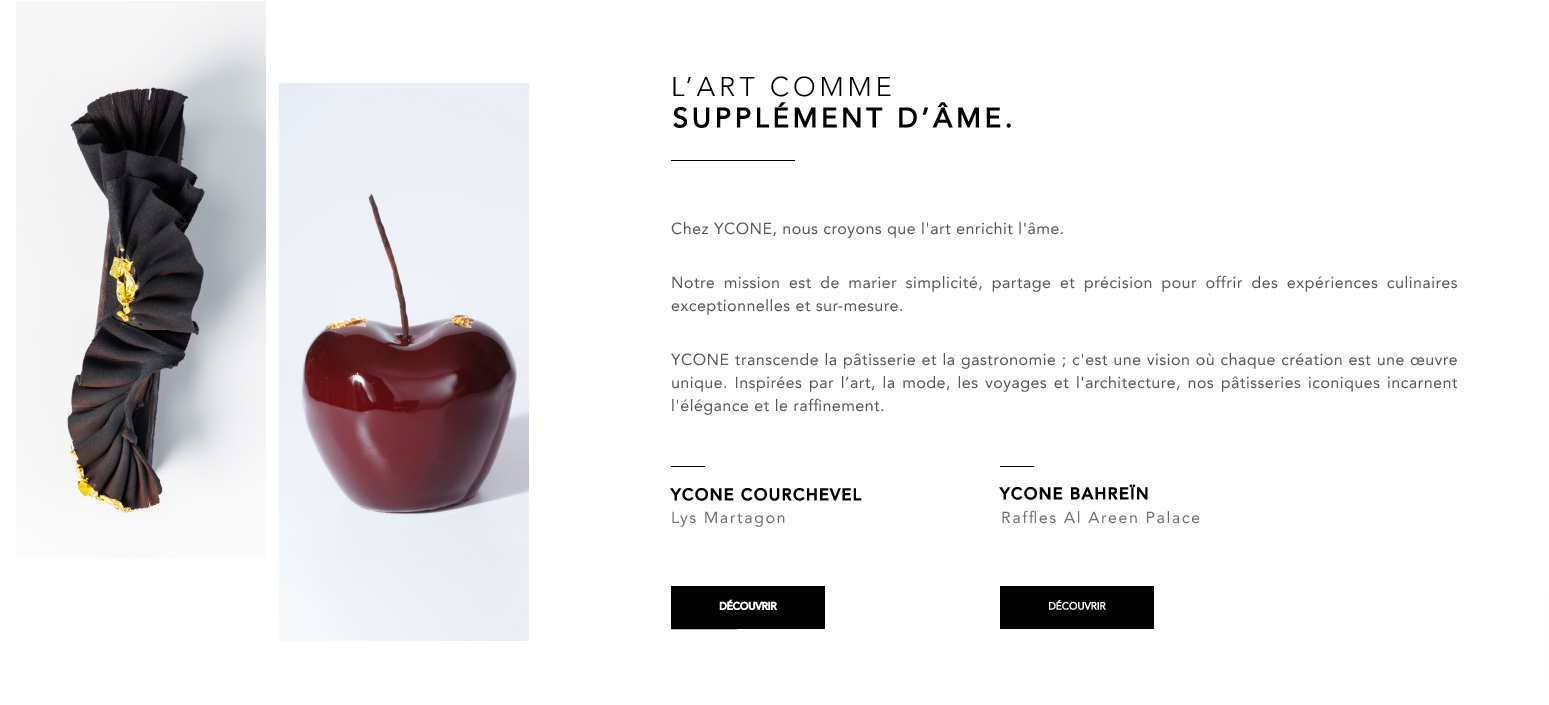 L’ART COMME
SUPPLÉMENT D’ÂME.
Chez YCONE, nous croyons que l'art enrichit l'âme.
Notre mission est de marier simplicité, partage et précision pour offrir des expériences culinaires
exceptionnelles et sur-mesure.
YCONE transcende la pâtisserie et la gastronomie ; c'est une vision où chaque création est une œuvre
unique. Inspirées par l’art, la mode, les voyages et l'architecture, nos pâtisseries iconiques incarnent
l'élégance et le raffinement.
YCONE COURCHEVEL
Lys Martagon
DÉCOUVRIR
YCONE BAHREÏN
Raffles Al Areen Palace
DÉCOUVRIR